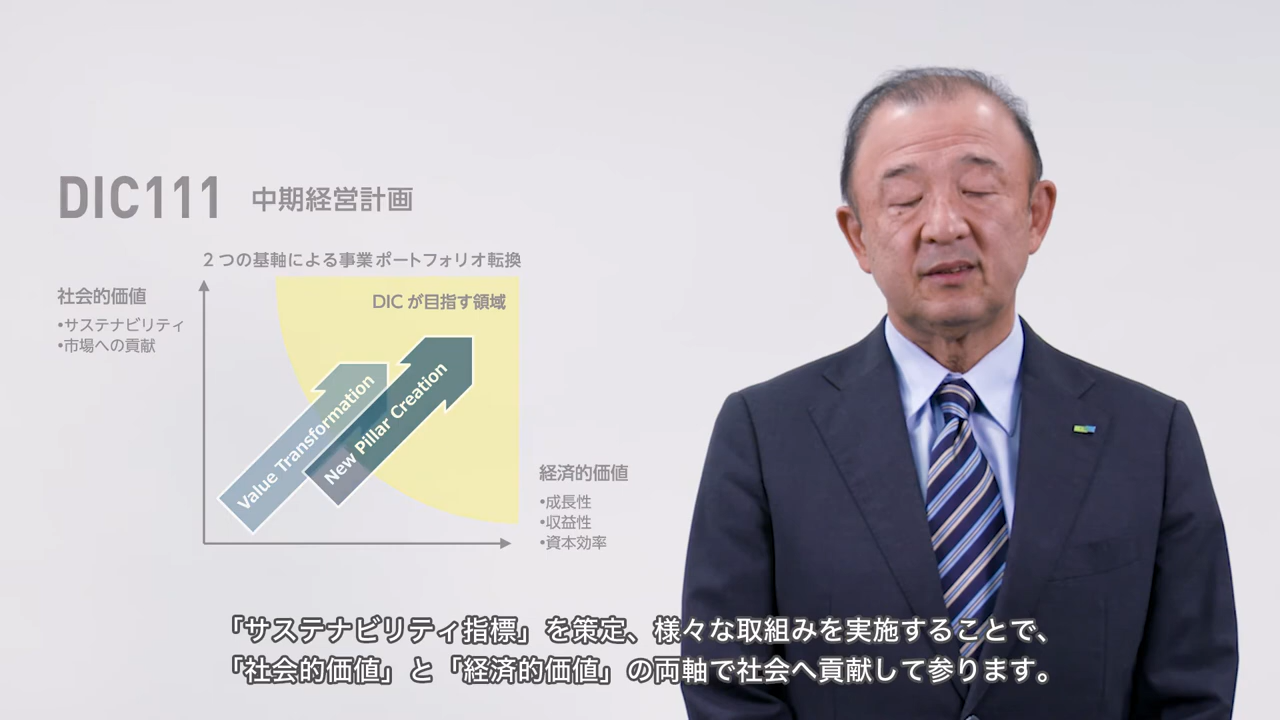 DIC111 中期経営計画
2つの基軸による事業ポートフォリオ転換
社会的価値
•サステナビリティ
•市場への貢献
DICが目指す領域
Value Transformation
New Pillar Creation
経済的価値
•成長性
•収益性
•資本効率
「サステナビリティ指標」を策定、様々な取組みを実施することで、
「社会的価値」と「経済的価値」の両軸で社会へ貢献して参ります。